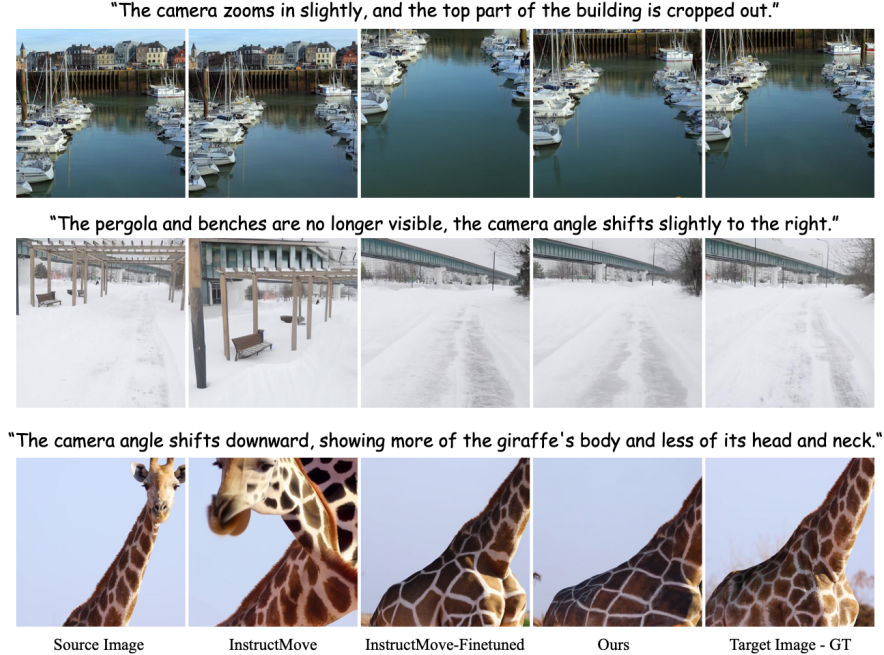 “The camera zooms in slightly, and the top part of the building is cropped out.”
“The pergola and benches are no longer visible, the camera angle shifts slightly to the right.”
“The camera angle shifts downward, showing more of the giraffe's body and less of its head and neck.“
Source Image InstructMove InstructMove-Finetuned Ours Target Image - GT